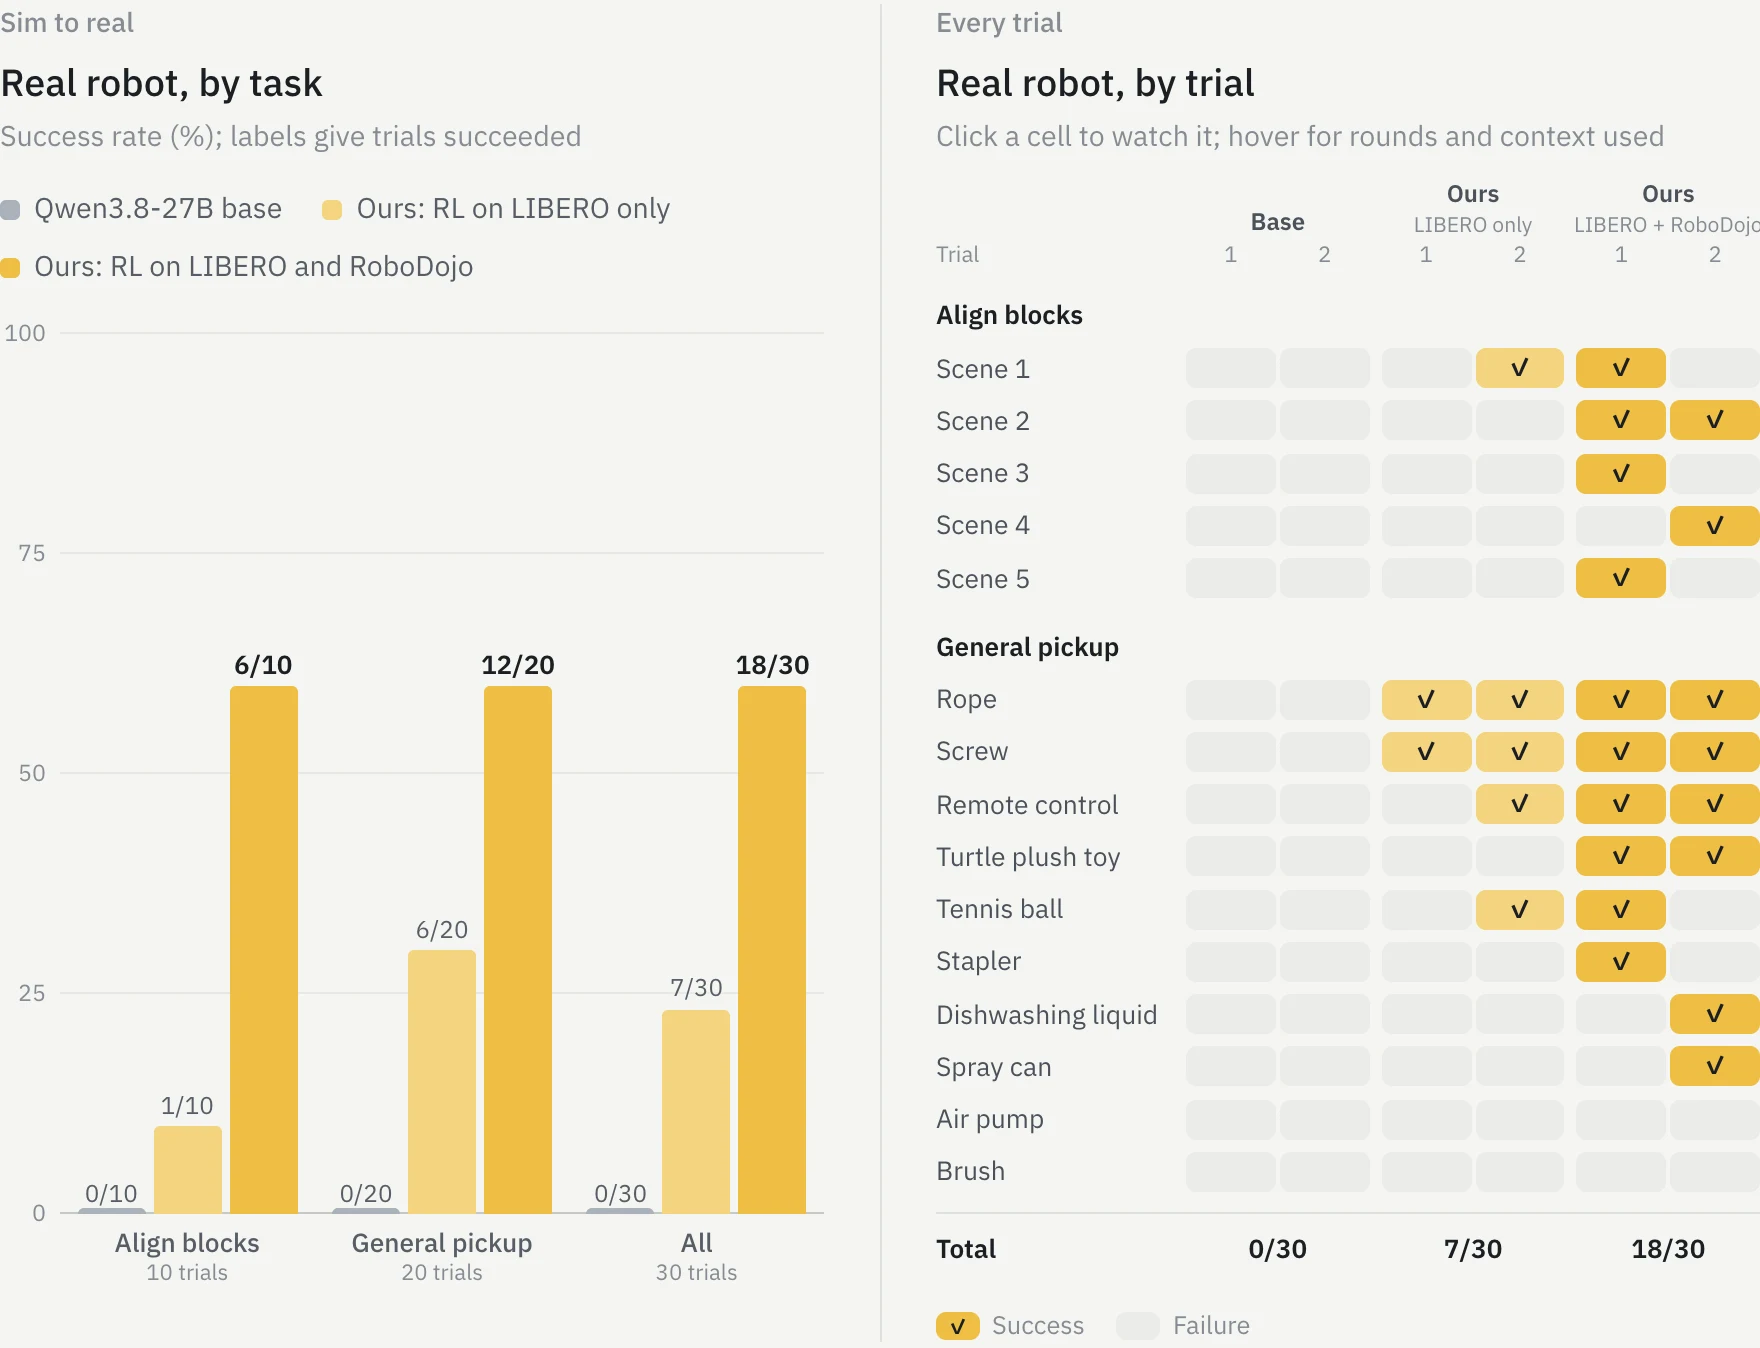 Sim to real
Real robot, by task
Success rate (%); labels give trials succeeded
Qwen3.8-27B base Ours: RL on LIBERO only
Ours: RL on LIBERO and RoboDojo
100
75
50
25
0
6/10 12/20 18/30
6/20
7/30
1/10
0/10 0/20 0/30
Align blocks General pickup All
10 trials 20 trials 30 trials
Every trial
Real robot, by trial
Click a cell to watch it; hover for rounds and context used
Base Ours Ours
LIBERO only LIBERO + RoboDojo
Trial 1 2 1 2 1 2
Align blocks
Scene 1 ✓ ✓
Scene 2 ✓ ✓
Scene 3 ✓
Scene 4 ✓
Scene 5 ✓
General pickup
Rope ✓ ✓ ✓ ✓
Screw ✓ ✓ ✓ ✓
Remote control ✓ ✓ ✓
Turtle plush toy ✓ ✓
Tennis ball ✓ ✓
Stapler ✓
Dishwashing liquid ✓
Spray can ✓
Air pump
Brush
Total 0/30 7/30 18/30
✓ Success Failure